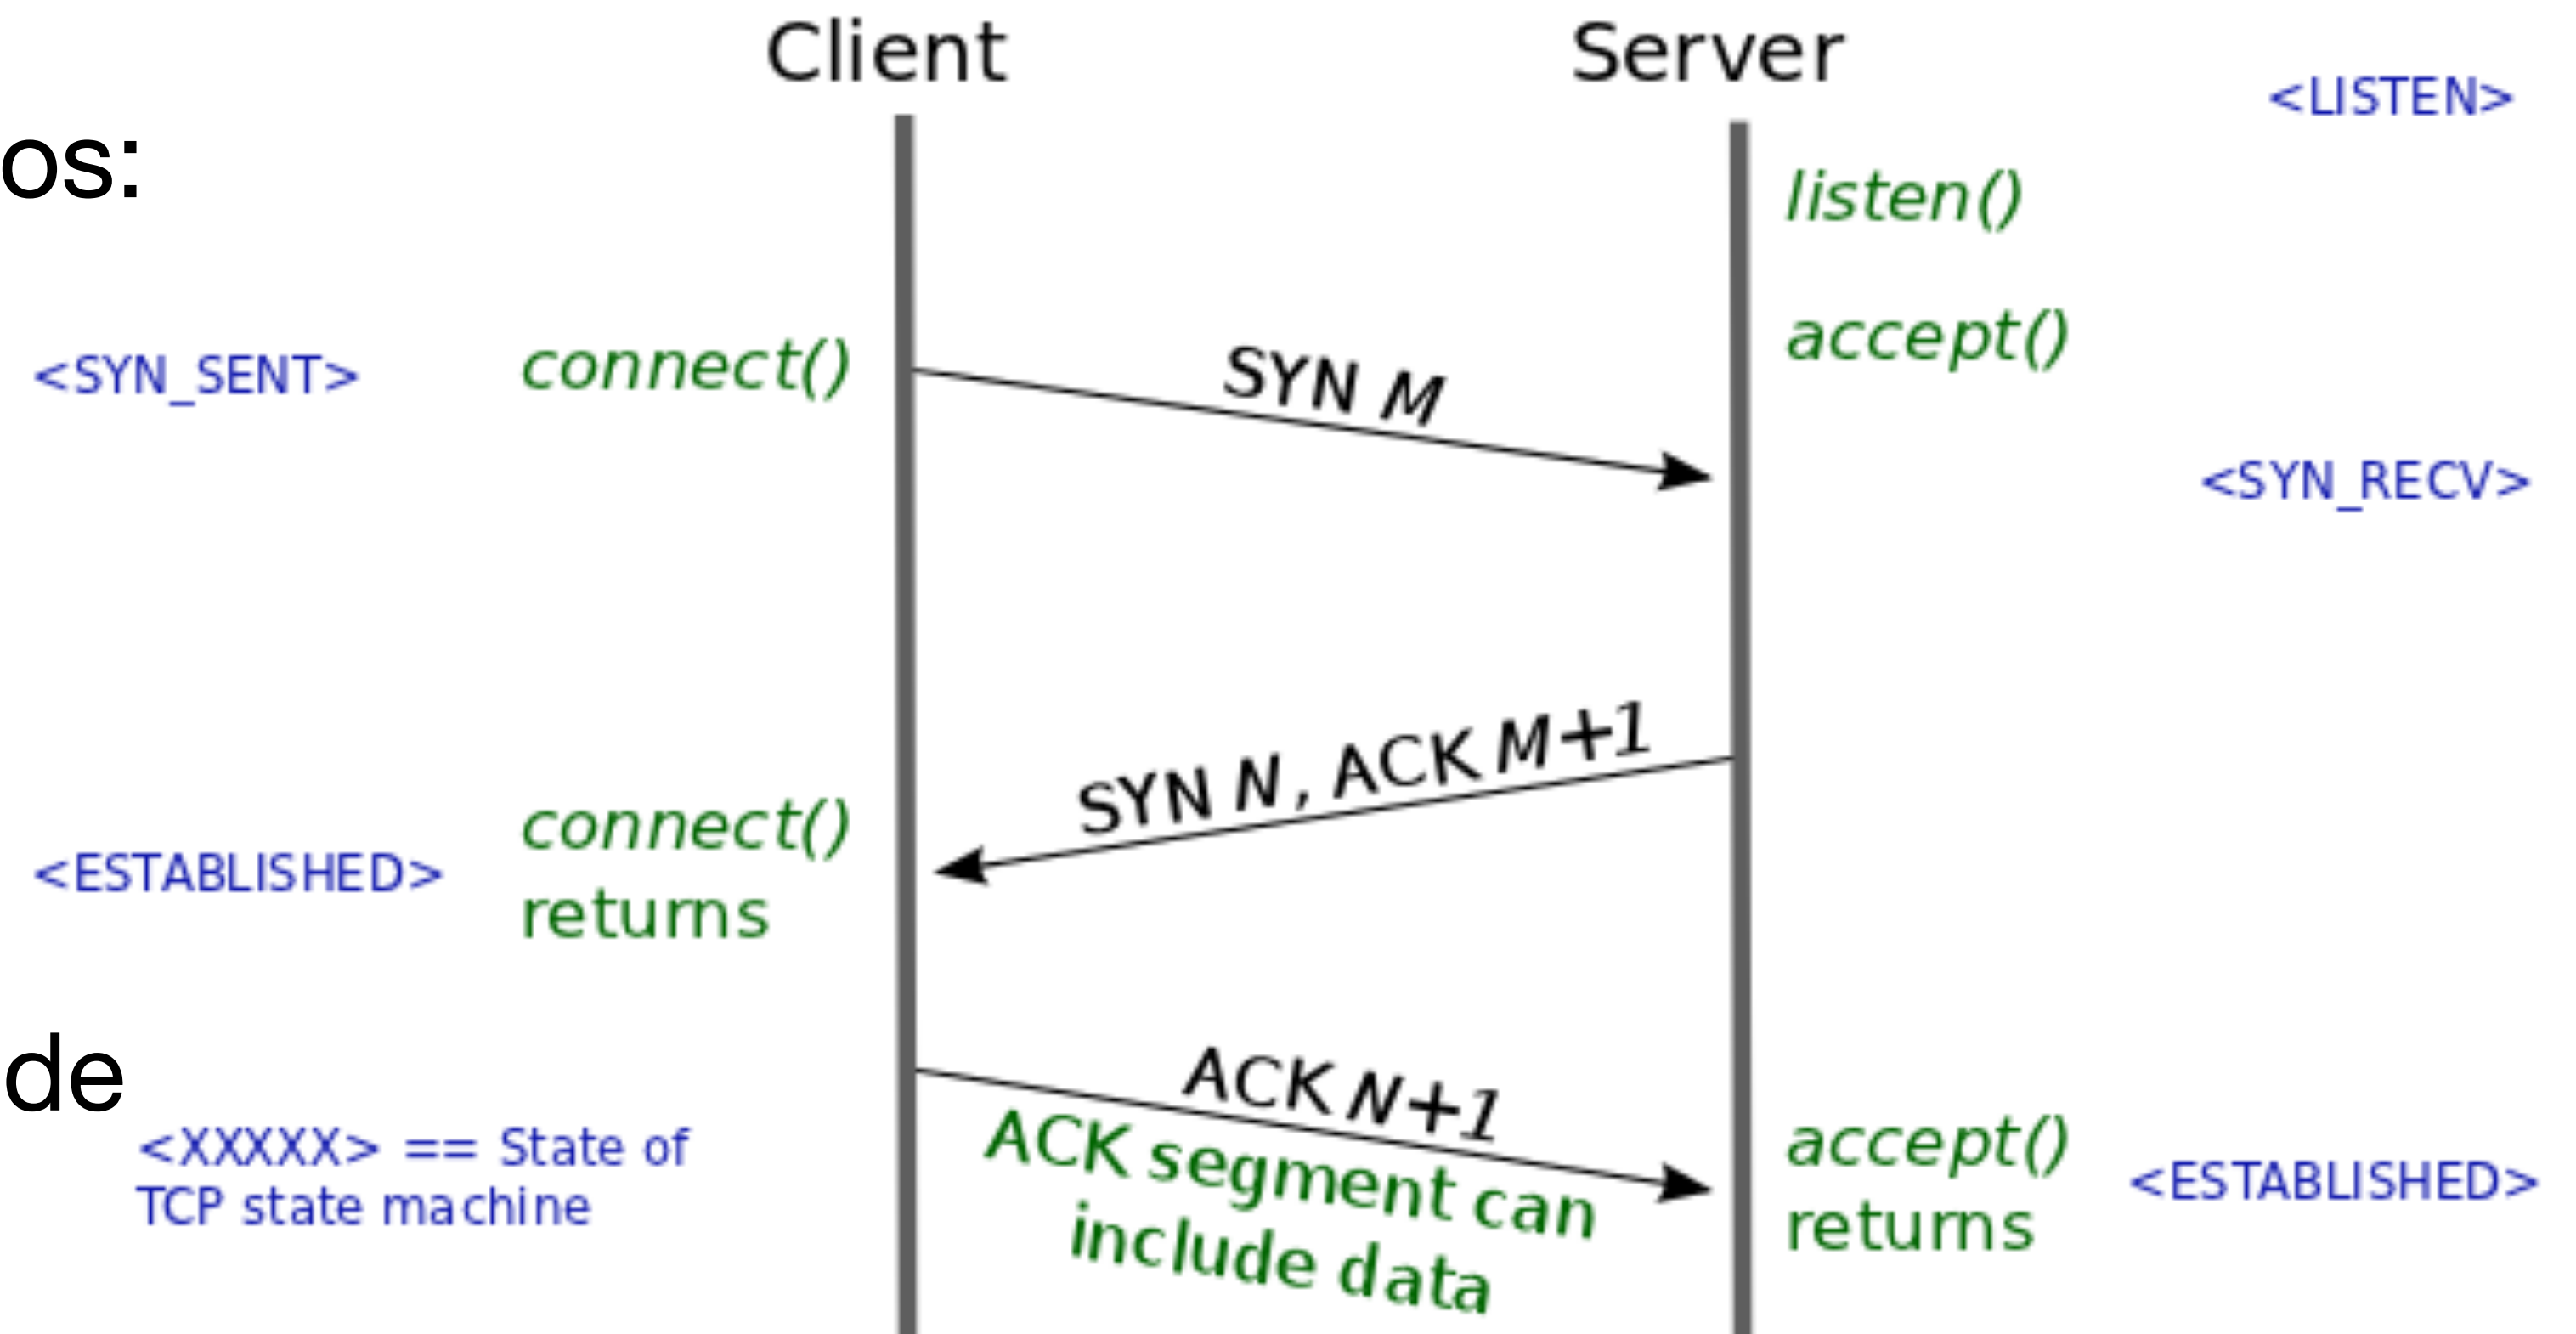 Client
Server
<LISTEN>
os:
listen()
accept()
<SYN_SENT>
connect()
SYN M
<SYN_RECV>
SYN N, ACK M+1
connect()
returns
<ESTABLISHED>
de
ACK N+1
ACK segment can
include data
accept()
returns
<ESTABLISHED>
<XXXXX> == State of
TCP state machine